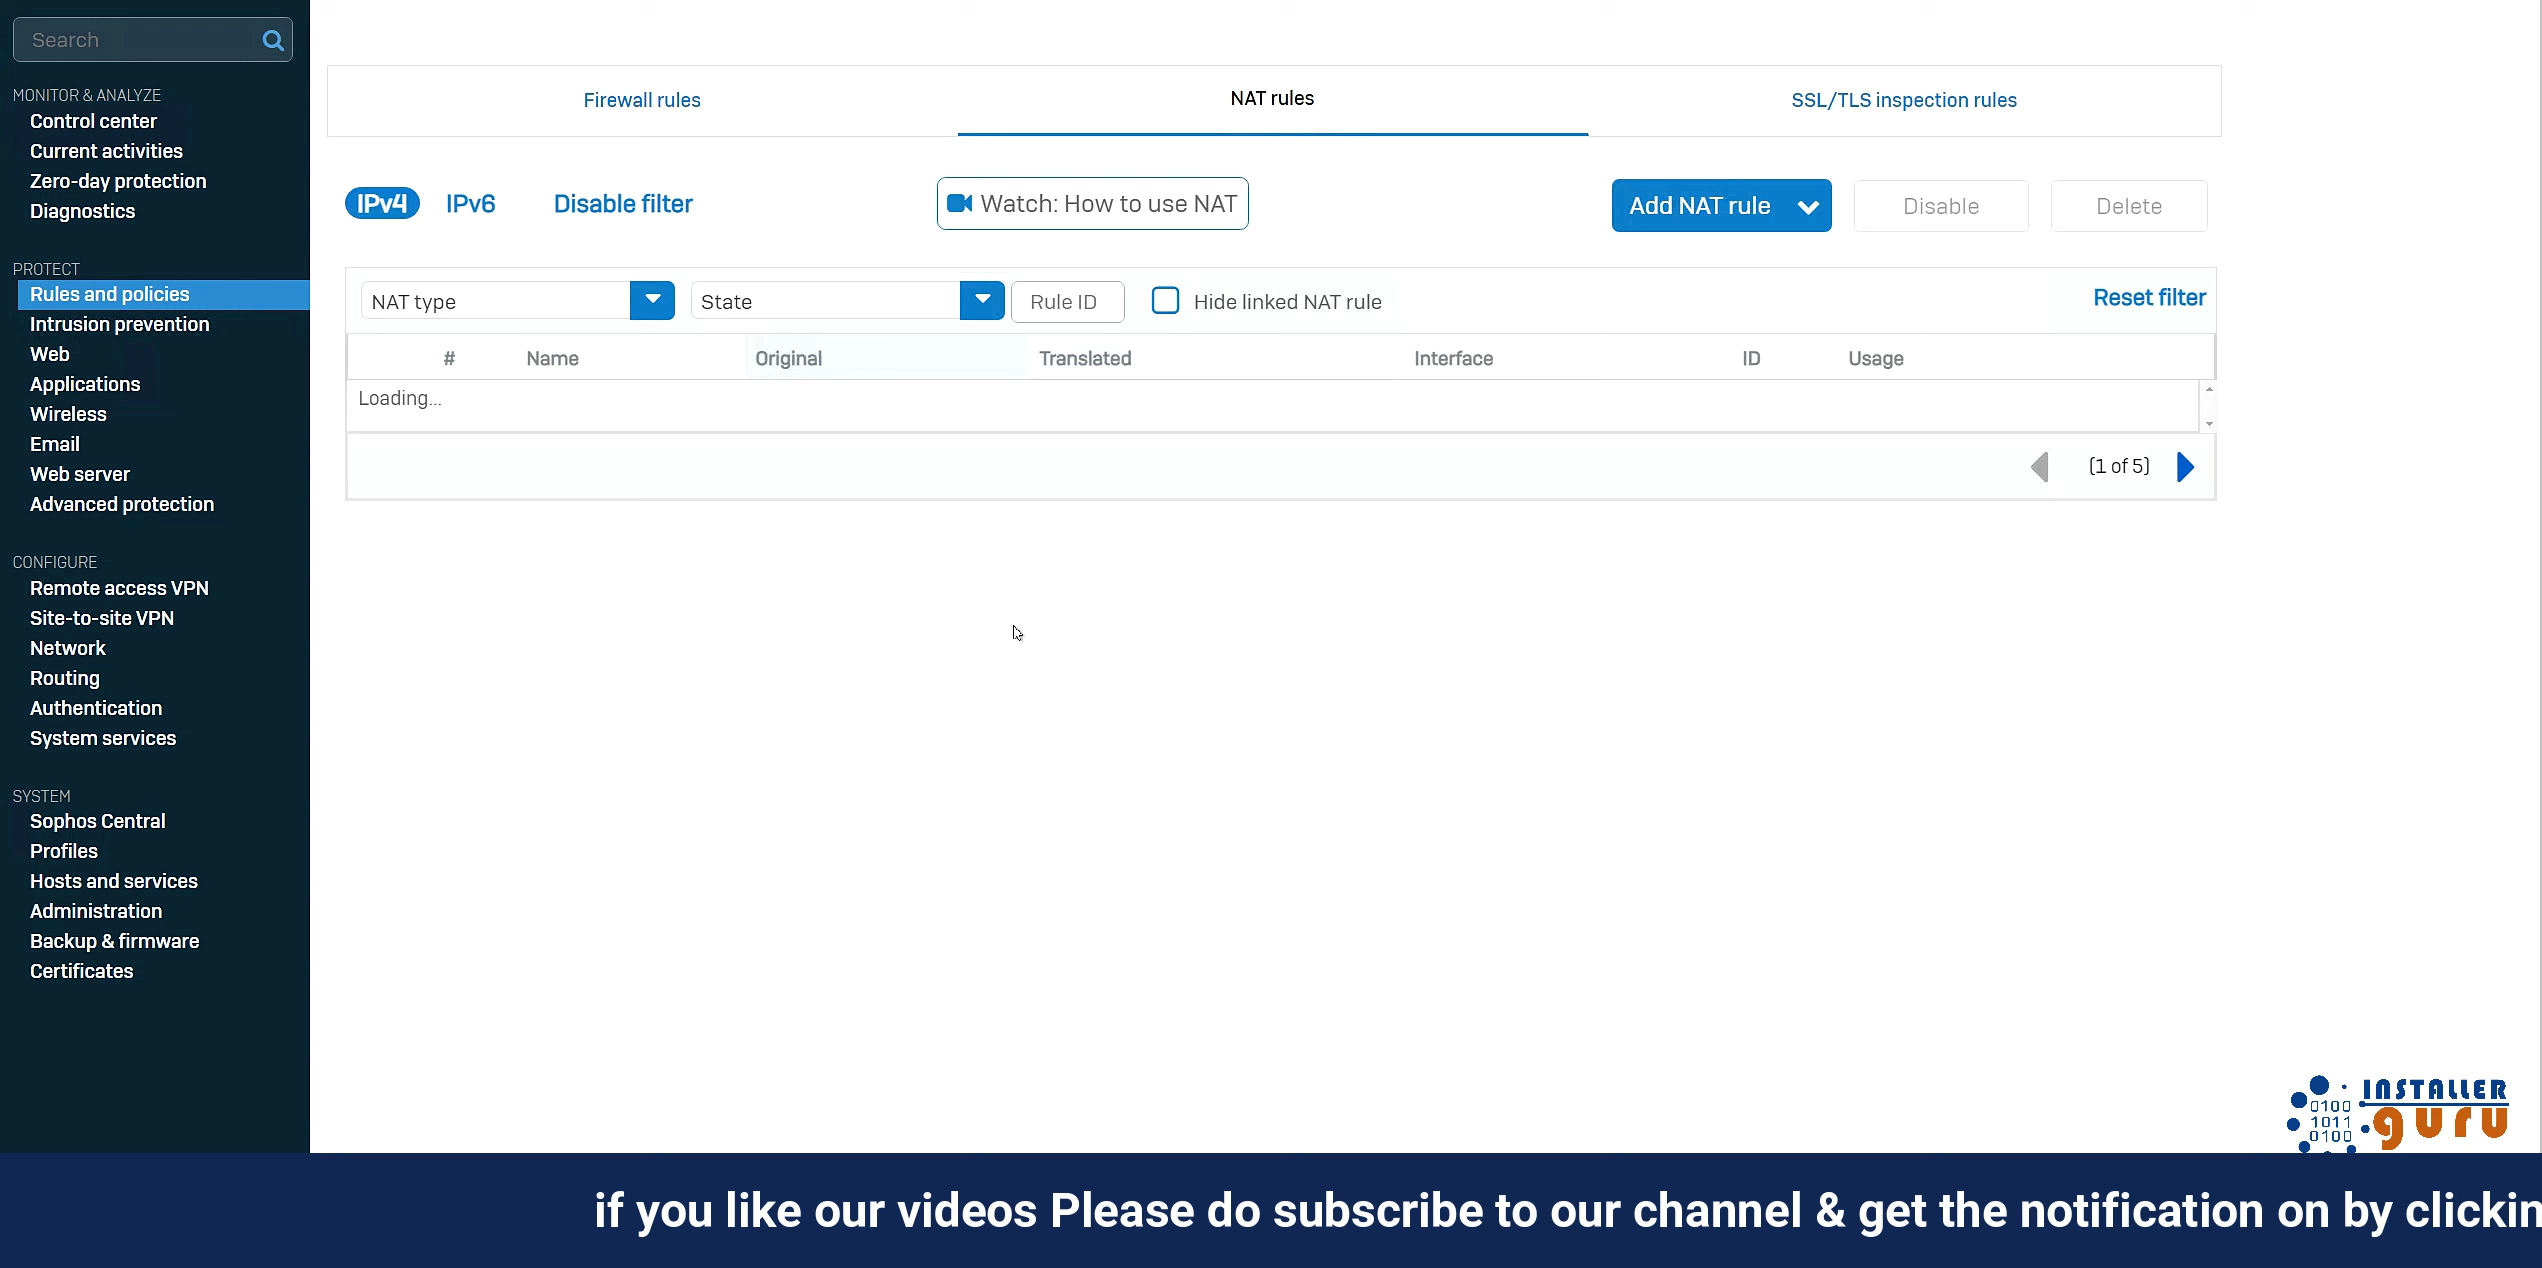 Search
MONITOR & ANALYZE
Control center
Current activities
Zero-day protection
Diagnostics
PROTECT
Rules and policies
Intrusion prevention
Web
Applications
Wireless
Email
Web server
Advanced protection
CONFIGURE
Remote access VPN
Site-to-site VPN
Network
Routing
Authentication
System services
SYSTEM
Sophos Central
Profiles
Hosts and services
Administration
Backup & firmware
Certificates
Firewall rules NAT rules SSL/TLS inspection rules
IPv4 IPv6 Disable filter Watch: How to use NAT Add NAT rule Disable Delete
NAT type State Rule ID Hide linked NAT rule Reset filter
# Name Original Translated Interface ID Usage
Loading...
(1 of 5)
INSTALLER
guru
0100
1011
0100
if you like our videos Please do subscribe to our channel & get the notification on by clickin